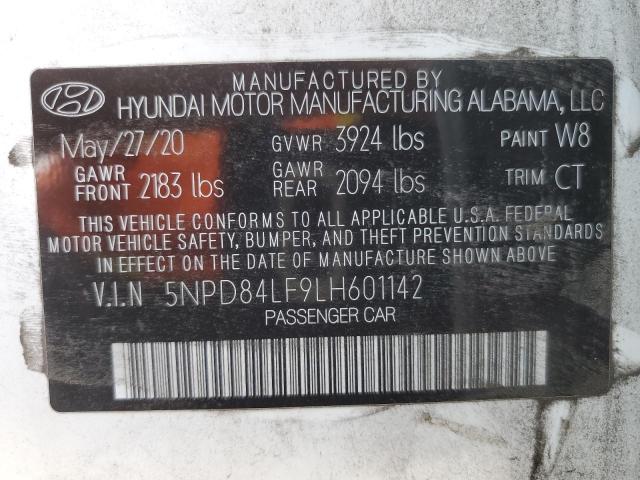 MANUFACTURED BY
HYUNDAI MOTOR MANUFACTURING ALABAMA, LLC
May/27/20 GVWR 3924 lbs PAINT W8
GAWR FRONT 2183 lbs GAWR REAR 2094 lbs TRIM CT
THIS VEHICLE CONFORMS TO ALL APPLICABLE U.S.A. FEDERAL
MOTOR VEHICLE SAFETY, BUMPER, AND THEFT PREVENTION STANDARDS
IN EFFECT ON THE DATE OF MANUFACTURE SHOWN ABOVE
V.I.N 5NPD84LF9LH601142
PASSENGER CAR